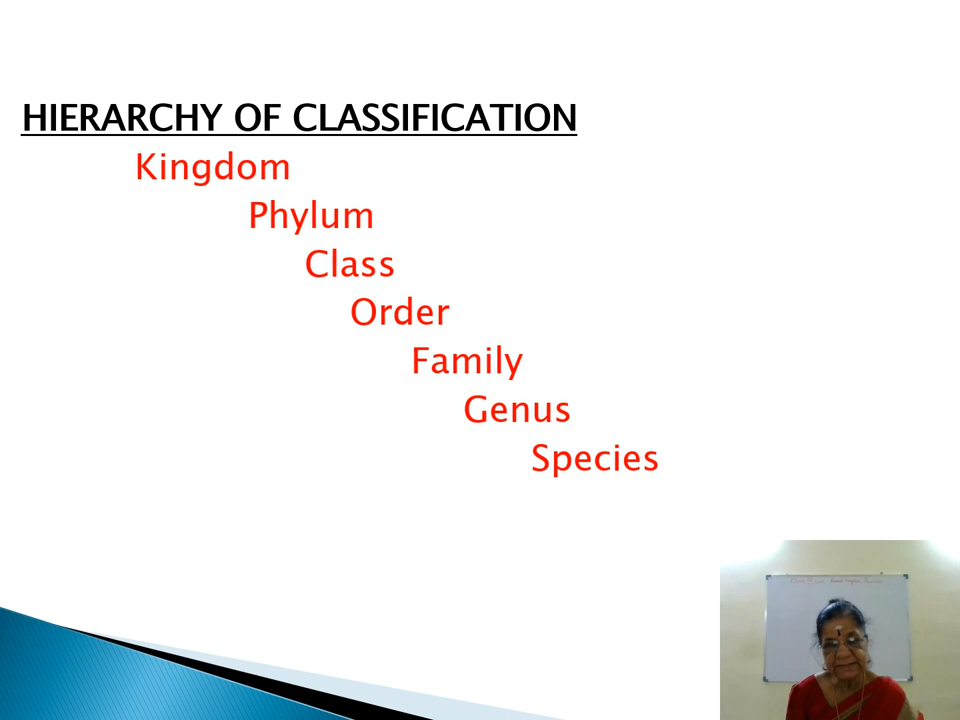 HIERARCHY OF CLASSIFICATION
Kingdom
Phylum
Class
Order
Family
Genus
Species